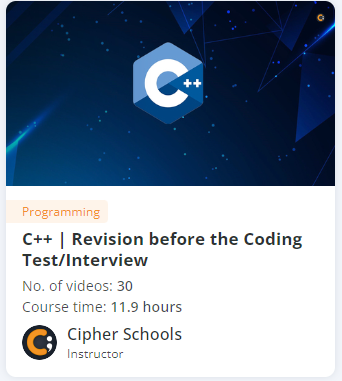 C++
Programming
C++ | Revision before the Coding
Test/Interview
No. of videos: 30
Course time: 11.9 hours
C;
Cipher Schools
Instructor